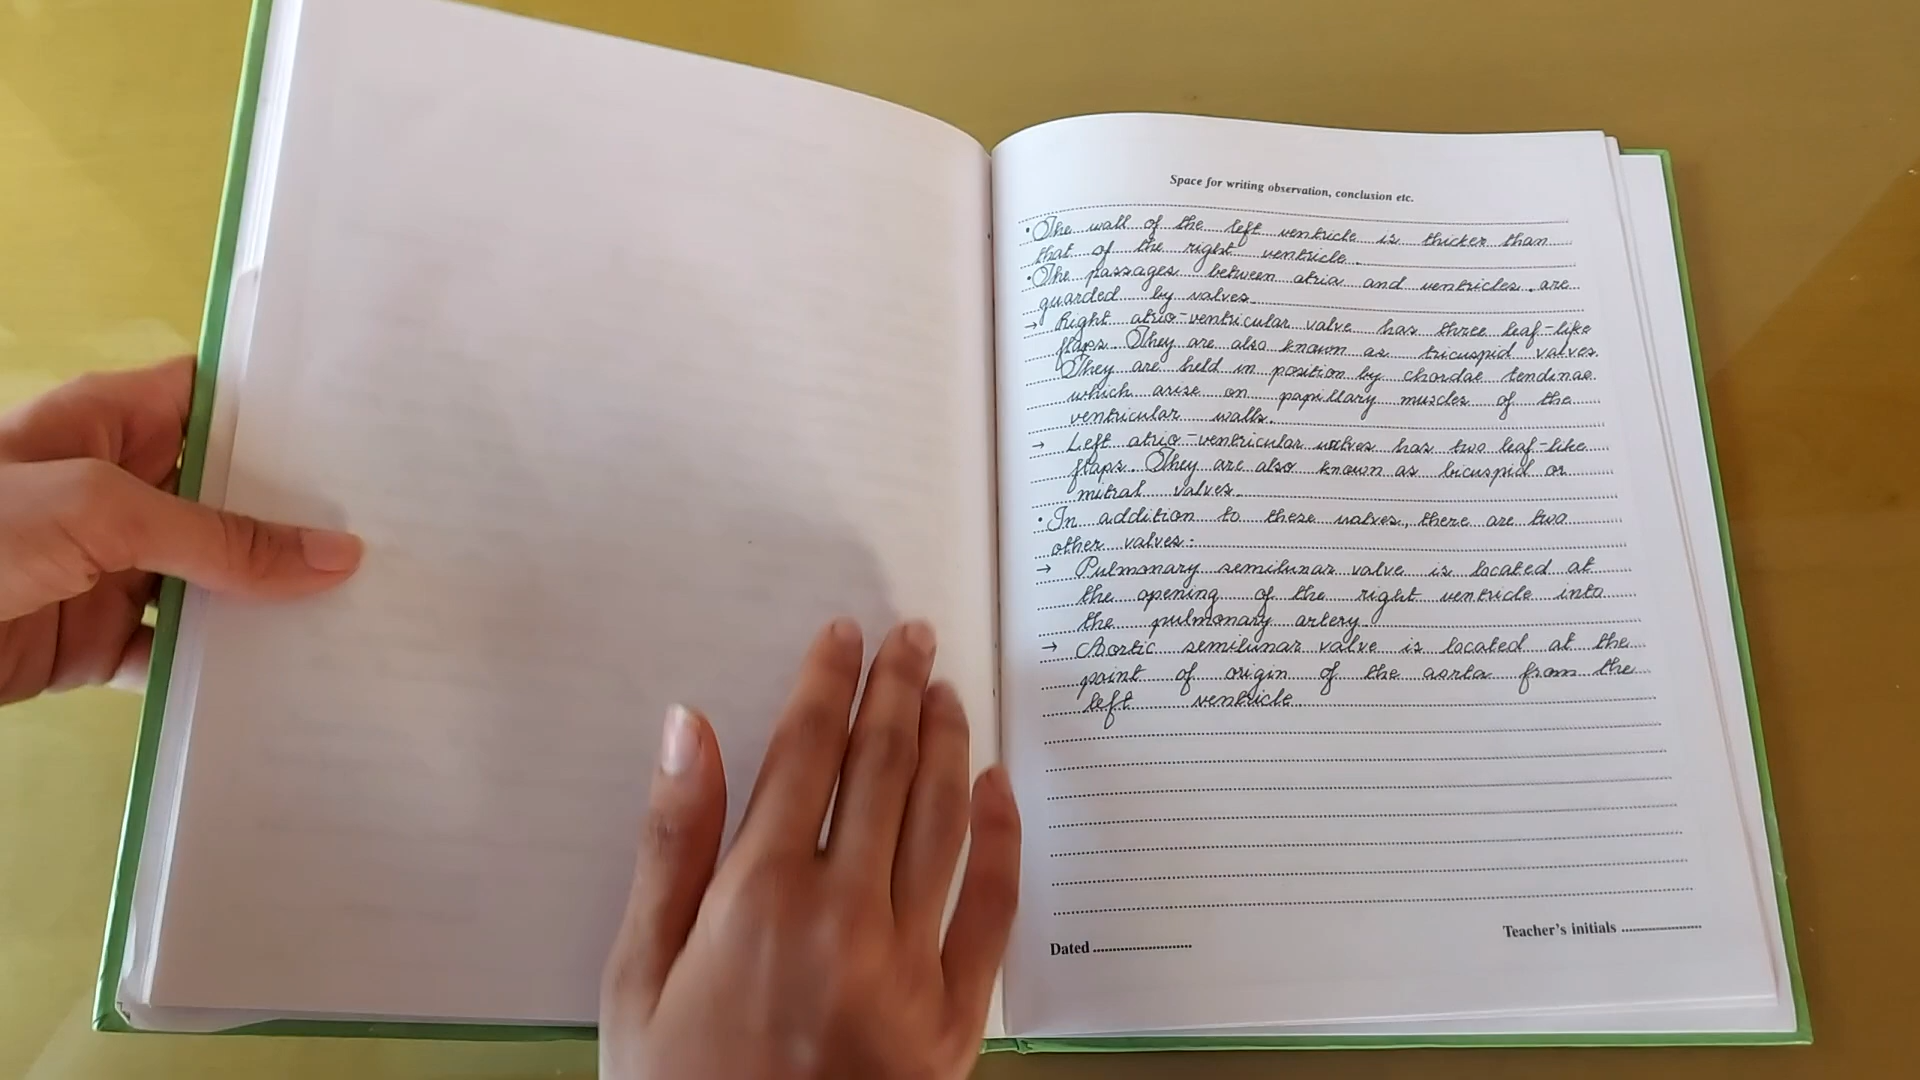 Space for writing observation, conclusion etc.
• The wall of the left ventricle is thicker than
that of the right ventricle.
• The passages between atria and ventricles are
guarded by valves.
→ Right atrio-ventricular valve has three leaf-like
flaps. They are also known as tricuspid valves.
They are held in position by chordae tendinae
which arise on papillary muscles of the
ventricular walls.
→ Left atrio-ventricular valves has two leaf-like
flaps. They are also known as bicuspid or
mitral valves.
• In addition to these valves, there are two
other valves:
→ Pulmonary semilunar valve is located at
the opening of the right ventricle into
the pulmonary artery.
→ Aortic semilunar valve is located at the
point of origin of the aorta from the
left ventricle.
Dated ........................
Teacher's initials ....................